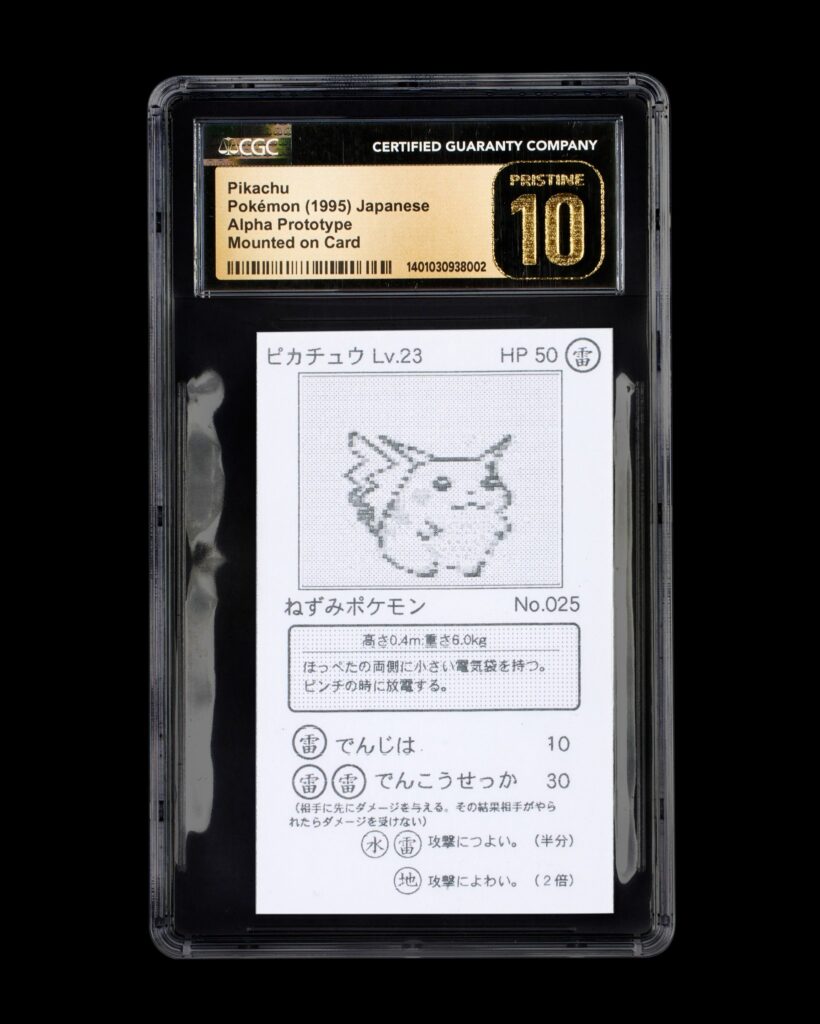 CGC
CERTIFIED GUARANTY COMPANY
Pikachu
Pokémon (1995) Japanese
Alpha Prototype
Mounted on Card
1401030938002
PRISTINE
10
ピカチュウ Lv.23 HP 50 雷
ねずみポケモン No.025
高さ0.4m:重さ6.0kg
ほっぺたの両側に小さい電気袋を持つ。
ピンチの時に放電する。
雷 でんじは 10
雷 雷 でんこうせっか 30
(相手に先にダメージを与える。その結果相手がやら
れたらダメージを受けない)
水 雷 攻撃につよい。(半分)
地 攻撃によわい。(2倍)